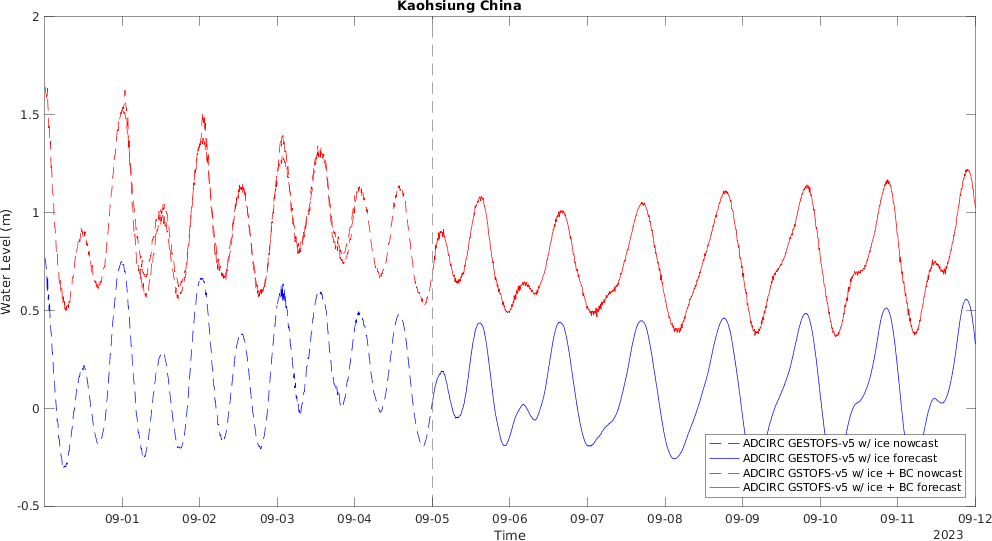 Kaohsiung China
Water Level (m)
2
1.5
1
0.5
0
-0.5
09-01 09-02 09-03 09-04 09-05 09-06 09-07 09-08 09-09 09-10 09-11 09-12
2023
Time
ADCIRC GESTOFS-v5 w/ ice nowcast
ADCIRC GESTOFS-v5 w/ ice forecast
ADCIRC GSTOFS-v5 w/ ice + BC nowcast
ADCIRC GSTOFS-v5 w/ ice + BC forecast